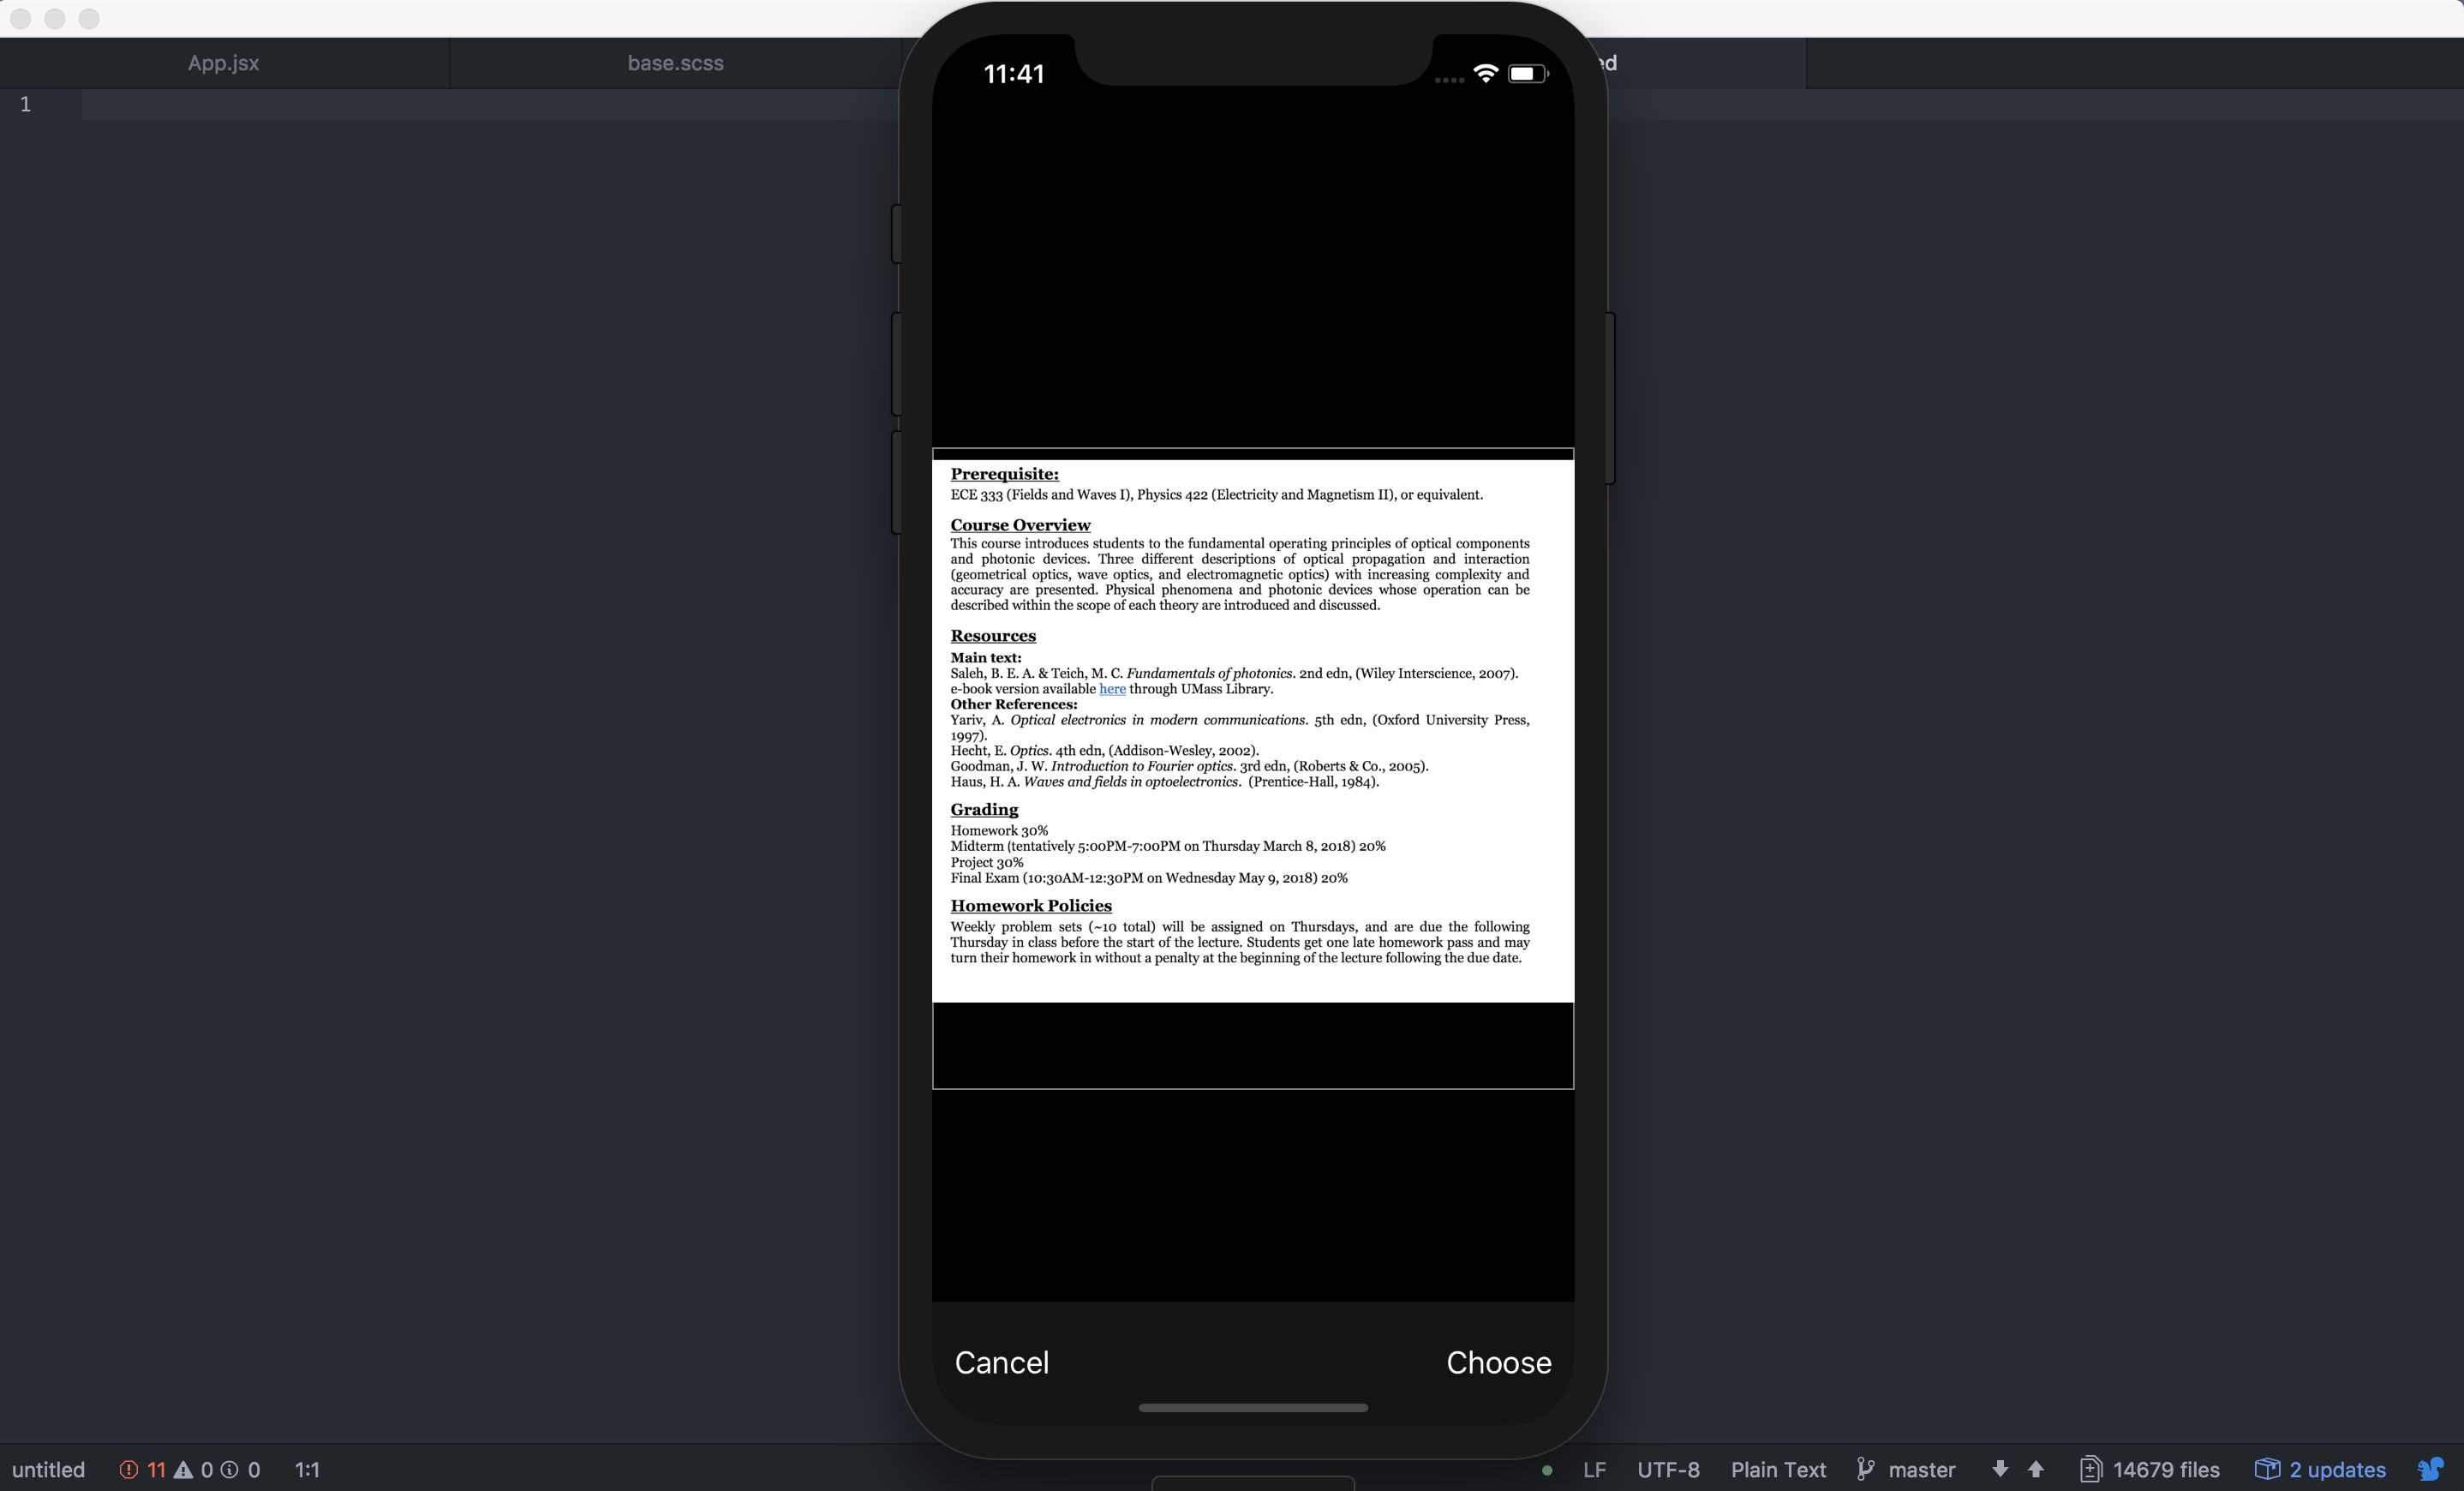 App.jsx
base.scss
ed
1
11:41
Prerequisite:
ECE 333 (Fields and Waves I), Physics 422 (Electricity and Magnetism II), or equivalent.
Course Overview
This course introduces students to the fundamental operating principles of optical components
and photonic devices. Three different descriptions of optical propagation and interaction
(geometrical optics, wave optics, and electromagnetic optics) with increasing complexity and
accuracy are presented. Physical phenomena and photonic devices whose operation can be
described within the scope of each theory are introduced and discussed.
Resources
Main text:
Saleh, B. E. A. & Teich, M. C. Fundamentals of photonics. 2nd edn, (Wiley Interscience, 2007).
e-book version available here through UMass Library.
Other References:
Yariv, A. Optical electronics in modern communications. 5th edn, (Oxford University Press,
1997).
Hecht, E. Optics. 4th edn, (Addison-Wesley, 2002).
Goodman, J. W. Introduction to Fourier optics. 3rd edn, (Roberts & Co., 2005).
Haus, H. A. Waves and fields in optoelectronics. (Prentice-Hall, 1984).
Grading
Homework 30%
Midterm (tentatively 5:00PM-7:00PM on Thursday March 8, 2018) 20%
Project 30%
Final Exam (10:30AM-12:30PM on Wednesday May 9, 2018) 20%
Homework Policies
Weekly problem sets (~10 total) will be assigned on Thursdays, and are due the following
Thursday in class before the start of the lecture. Students get one late homework pass and may
turn their homework in without a penalty at the beginning of the lecture following the due date.
Cancel Choose
untitled 11 0 0 1:1 LF UTF-8 Plain Text master 14679 files 2 updates